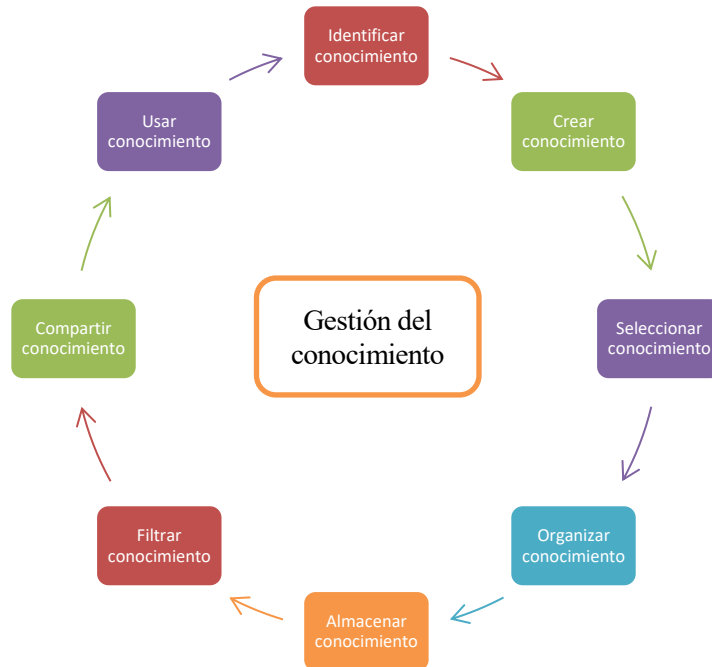 Identificar
conocimiento
Crear
conocimiento
Seleccionar
conocimiento
Organizar
conocimiento
Almacenar
conocimiento
Filtrar
conocimiento
Compartir
conocimiento
Usar
conocimiento
Gestión del
conocimiento